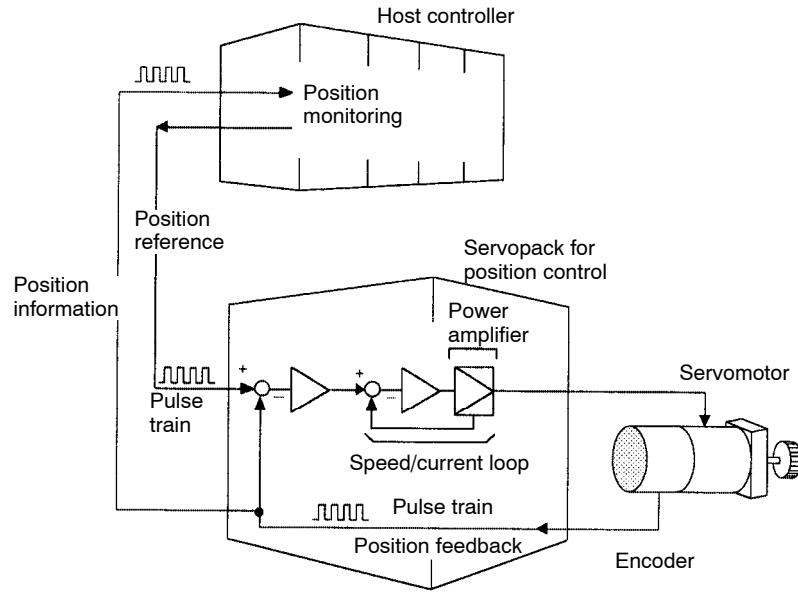 Host controller
Position
monitoring
Position
reference
Servopack for
position control
Position
information
Power
amplifier
+
+
Servomotor
−
−
Pulse
train
Speed/current loop
Pulse train
Position feedback
Encoder